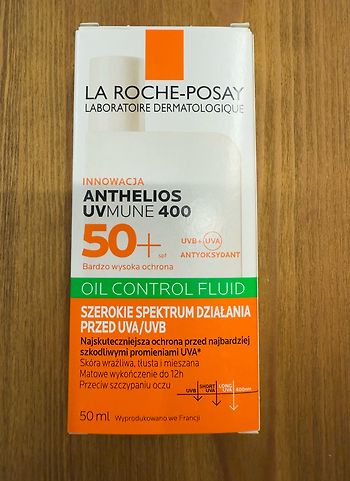 LA ROCHE-POSAY
LABORATOIRE DERMATOLOGIQUE
INNOWACJA
ANTHELIOS
UVMUNE 400
50+ SPF
UVB + UVA
ANTYOKSYDANT
Bardzo wysoka ochrona
OIL CONTROL FLUID
SZEROKIE SPEKTRUM DZIAŁANIA
PRZED UVA/UVB
Najskuteczniejsza ochrona przed najbardziej
szkodliwymi promieniami UVA*
Skóra wrażliwa, tłusta i mieszana
Matowe wykończenie do 12h
Przeciw szczypaniu oczu
UVB SHORT UVA LONG UVA 400nm
50 ml Wyprodukowano we Francji